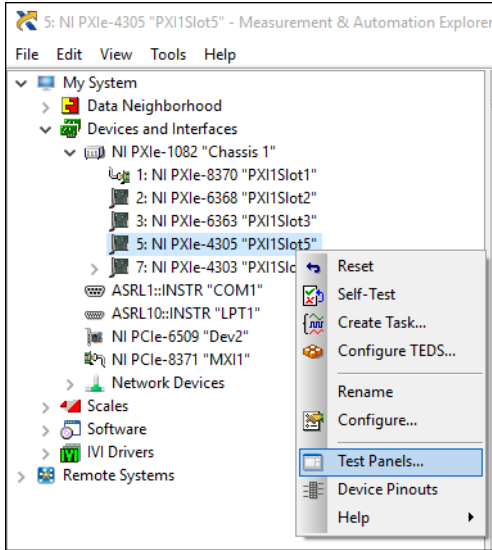 5: NI PXIe-4305 "PXI1Slot5" - Measurement & Automation Explorer
File Edit View Tools Help
My System
Data Neighborhood
Devices and Interfaces
NI PXIe-1082 "Chassis 1"
1: NI PXIe-8370 "PXI1Slot1"
2: NI PXIe-6368 "PXI1Slot2"
3: NI PXIe-6363 "PXI1Slot3"
5: NI PXIe-4305 "PXI1Slot5"
7: NI PXIe-4303 "PXI1Slo
ASRL1::INSTR "COM1"
ASRL10::INSTR "LPT1"
NI PCIe-6509 "Dev2"
NI PCIe-8371 "MXI1"
Network Devices
Scales
Software
IVI Drivers
Remote Systems
Reset
Self-Test
Create Task...
Configure TEDS...
Rename
Configure...
Test Panels...
Device Pinouts
Help